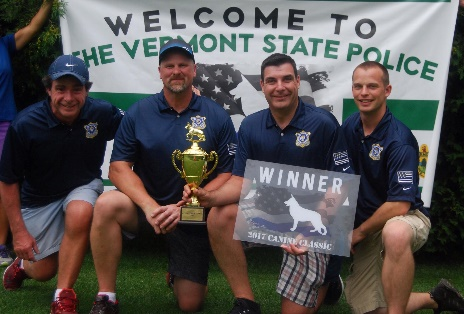 WELCOME TO
THE VERMONT STATE POLICE
WINNER
2017 CANINE CLASSIC